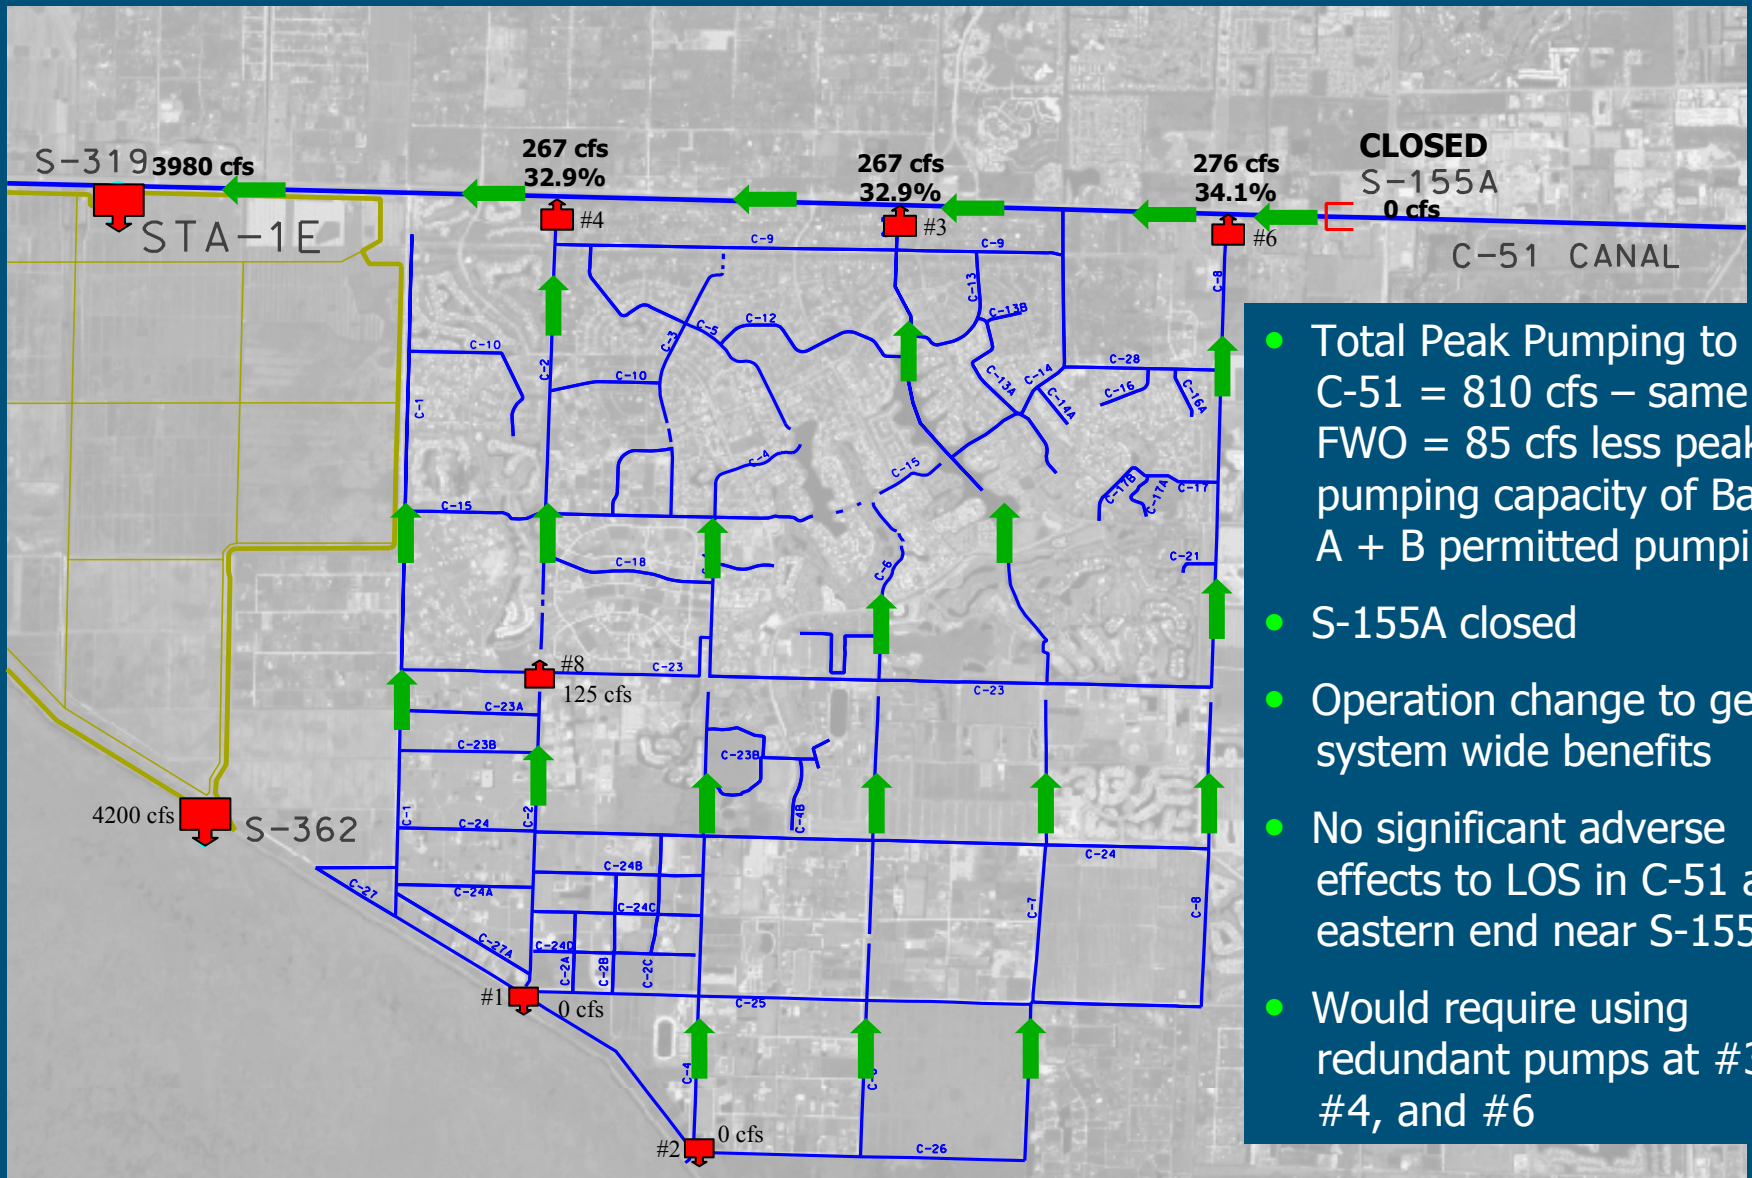 S-319
3980 cfs
267 cfs
32.9%
267 cfs
32.9%
276 cfs
34.1%
CLOSED
S-155A
0 cfs
STA-1E
#4
#3
#6
C-51 CANAL
C-9
C-9
C-8
C-13
C-13B
C-12
C-5
C-3
C-10
C-2
C-10
C-1
C-28
C-14
C-13A
C-14A
C-16
C-16A
C-4
C-15
C-15
C-17B
C-17A
C-17
C-18
C-6
C-21
#8
125 cfs
C-23
C-23
C-23A
C-23B
C-23B
C-4B
4200 cfs
S-362
C-1
C-2
C-24
C-24
C-24B
C-24A
C-24C
C-27
C-27A
C-24D
C-2A
C-2B
C-2C
C-7
C-8
#1
0 cfs
C-25
C-4
#2
0 cfs
C-26
• Total Peak Pumping to
C-51 = 810 cfs – same
FWO = 85 cfs less peak
pumping capacity of Ba
A + B permitted pumpi
• S-155A closed
• Operation change to ge
system wide benefits
• No significant adverse
effects to LOS in C-51 a
eastern end near S-155
• Would require using
redundant pumps at #3
#4, and #6